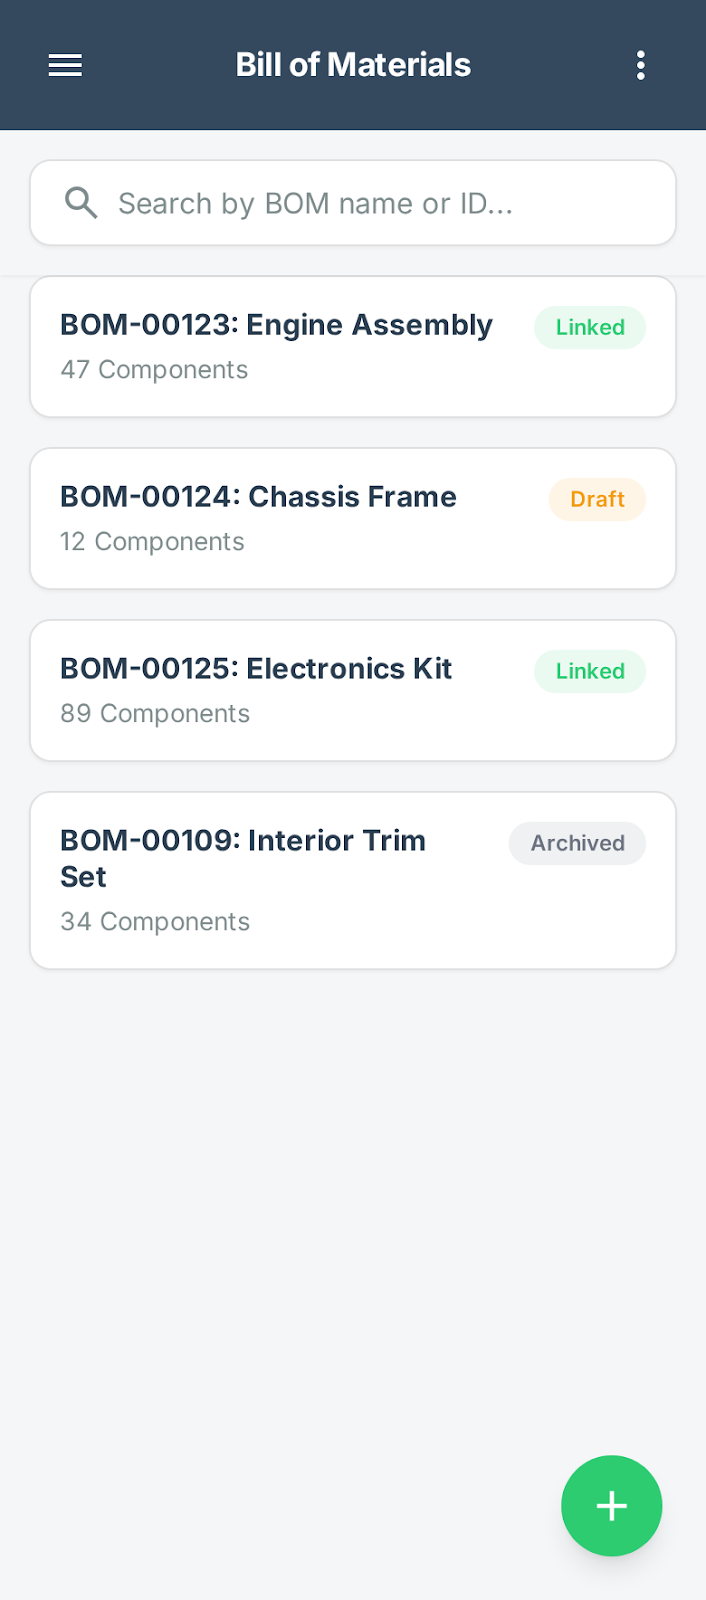 Bill of Materials
Search by BOM name or ID...
BOM-00123: Engine Assembly
Linked
47 Components
BOM-00124: Chassis Frame
Draft
12 Components
BOM-00125: Electronics Kit
Linked
89 Components
BOM-00109: Interior Trim
Set
Archived
34 Components